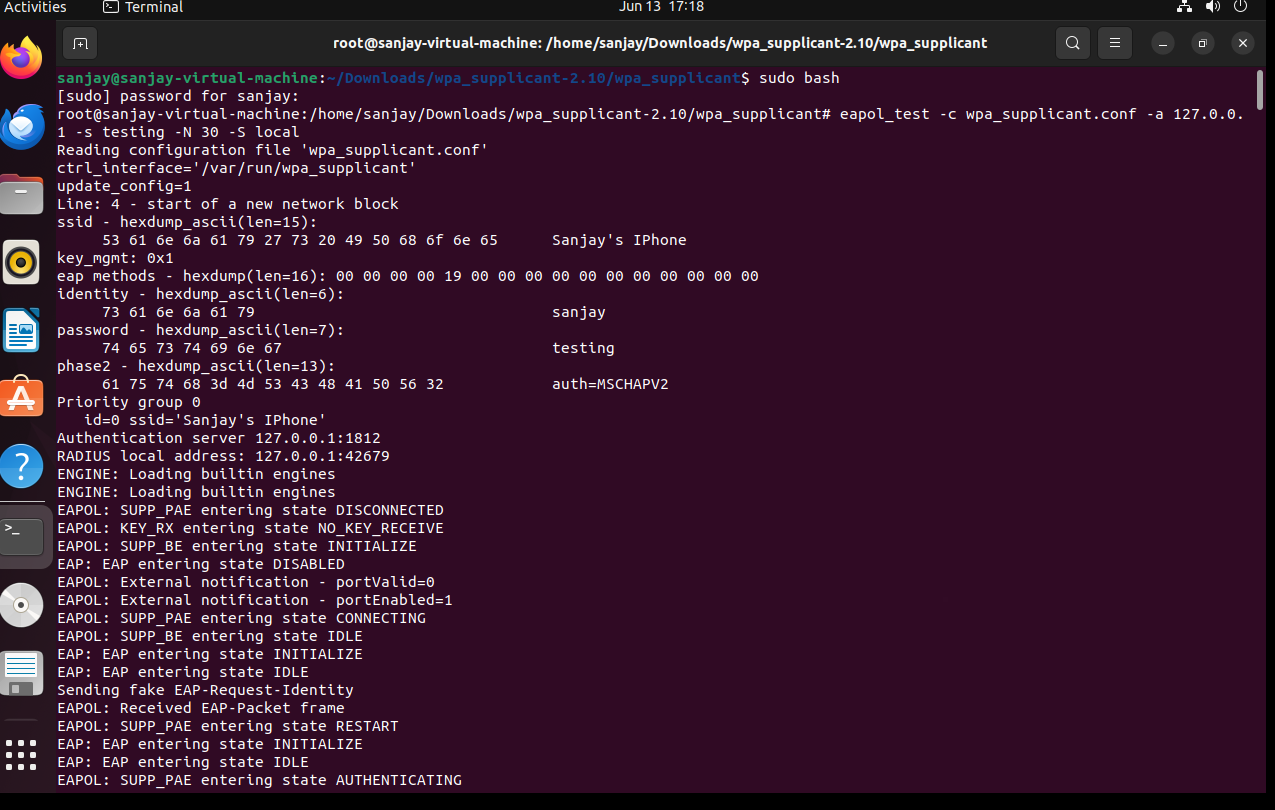 Activities
Terminal
Jun 13 17:18
root@sanjay-virtual-machine: /home/sanjay/Downloads/wpa_supplicant-2.10/wpa_supplicant
sanjay@sanjay-virtual-machine:~/Downloads/wpa_supplicant-2.10/wpa_supplicant$ sudo bash
[sudo] password for sanjay:
root@sanjay-virtual-machine:/home/sanjay/Downloads/wpa_supplicant-2.10/wpa_supplicant# eapol_test -c wpa_supplicant.conf -a 127.0.0.
1 -s testing -N 30 -S local
Reading configuration file 'wpa_supplicant.conf'
ctrl_interface='/var/run/wpa_supplicant'
update_config=1
Line: 4 - start of a new network block
ssid - hexdump_ascii(len=15):
53 61 6e 6a 61 79 27 73 20 49 50 68 6f 6e 65 Sanjay's IPhone
key_mgmt: 0x1
eap methods - hexdump(len=16): 00 00 00 00 19 00 00 00 00 00 00 00 00 00 00 00
identity - hexdump_ascii(len=6):
73 61 6e 6a 61 79 sanjay
password - hexdump_ascii(len=7):
74 65 73 74 69 6e 67 testing
phase2 - hexdump_ascii(len=13):
61 75 74 68 3d 4d 53 43 48 41 50 56 32 auth=MSCHAPV2
Priority group 0
id=0 ssid='Sanjay's IPhone'
Authentication server 127.0.0.1:1812
RADIUS local address: 127.0.0.1:42679
ENGINE: Loading builtin engines
ENGINE: Loading builtin engines
EAPOL: SUPP_PAE entering state DISCONNECTED
EAPOL: KEY_RX entering state NO_KEY_RECEIVE
EAPOL: SUPP_BE entering state INITIALIZE
EAP: EAP entering state DISABLED
EAPOL: External notification - portValid=0
EAPOL: External notification - portEnabled=1
EAPOL: SUPP_PAE entering state CONNECTING
EAPOL: SUPP_BE entering state IDLE
EAP: EAP entering state INITIALIZE
EAP: EAP entering state IDLE
Sending fake EAP-Request-Identity
EAPOL: Received EAP-Packet frame
EAPOL: SUPP_PAE entering state RESTART
EAP: EAP entering state INITIALIZE
EAP: EAP entering state IDLE
EAPOL: SUPP_PAE entering state AUTHENTICATING